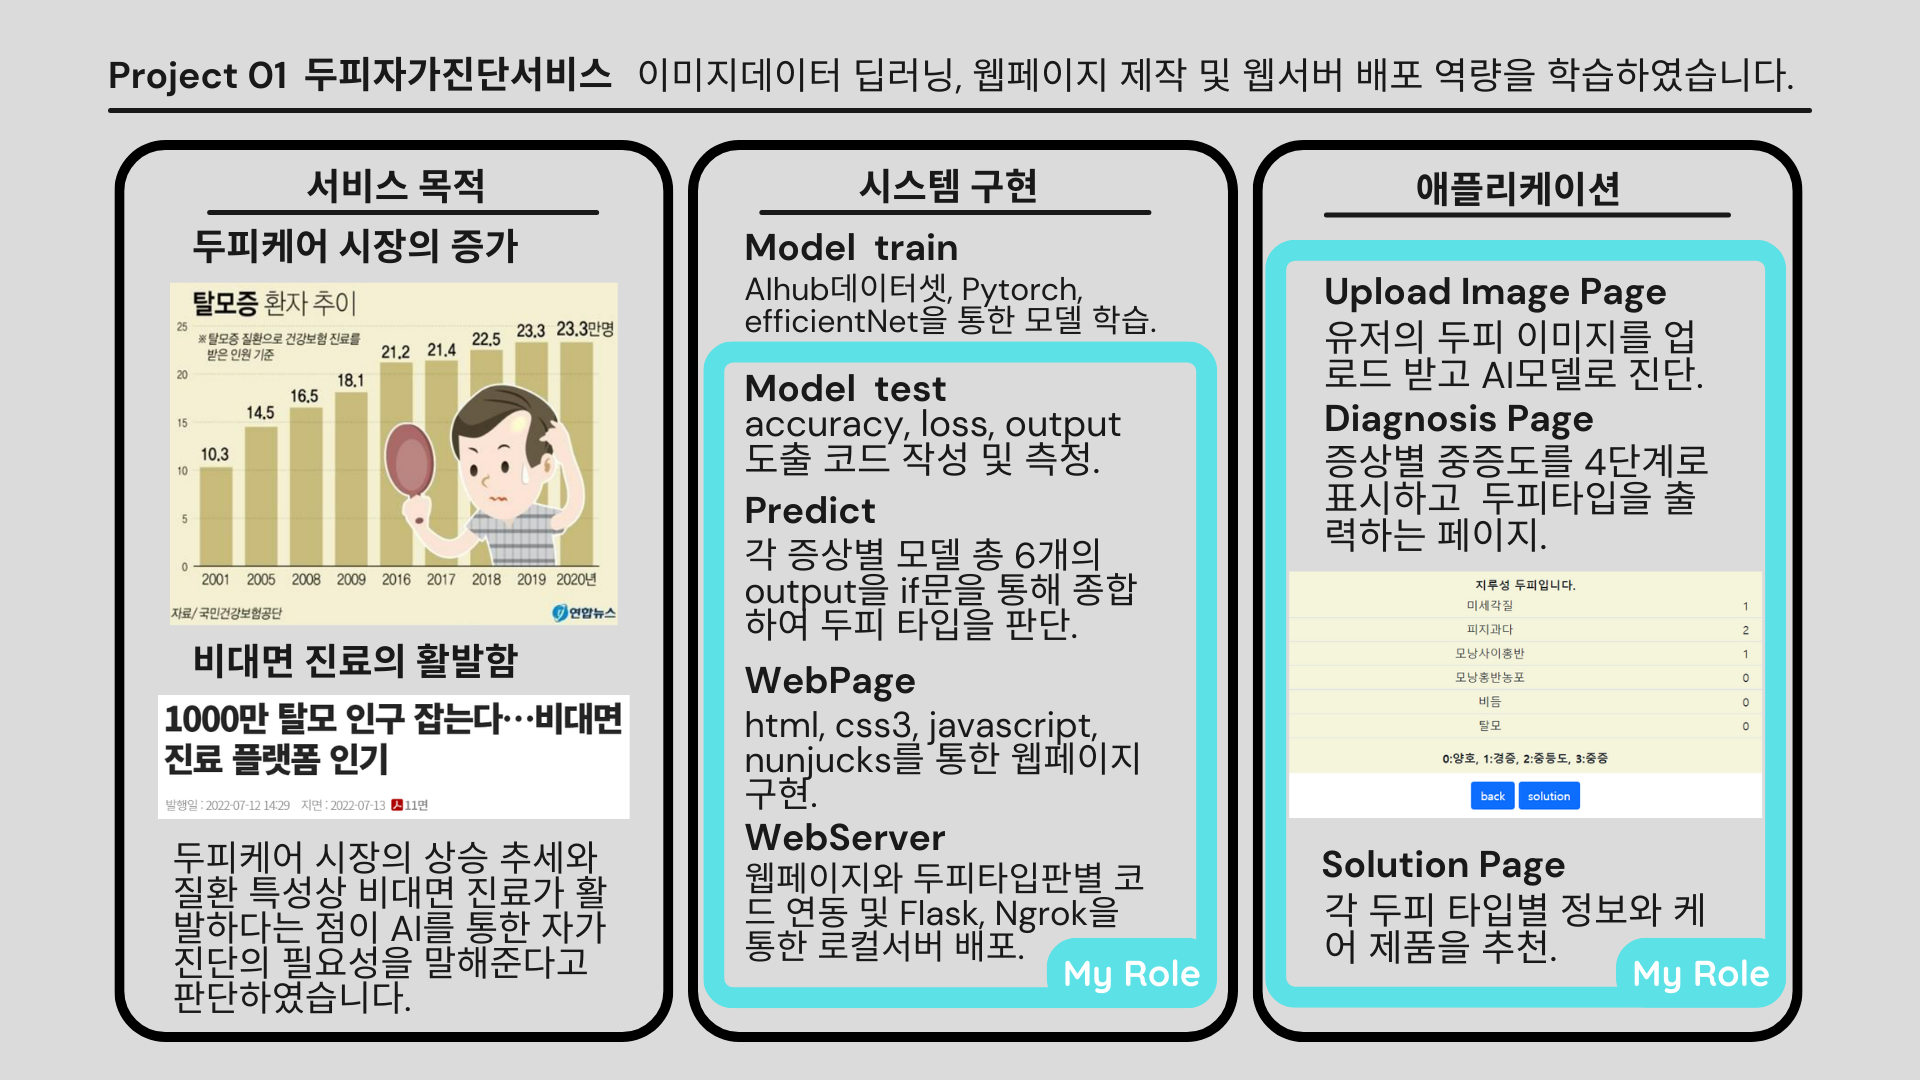 Project 01 두피자가진단서비스 이미지데이터 딥러닝, 웹페이지 제작 및 웹서버 배포 역량을 학습하였습니다.
서비스 목적
두피케어 시장의 증가
탈모증 환자 추이
※탈모증 질환으로 건강보험 진료를
받은 인원 기준
25
20
15
10
5
0
10.3
14.5
16.5
18.1
21.2
21.4
22.5
23.3
23.3만명
2001 2005 2008 2009 2016 2017 2018 2019 2020년
자료/국민건강보험공단
연합뉴스
비대면 진료의 활발함
1000만 탈모 인구 잡는다…비대면
진료 플랫폼 인기
발행일 : 2022-07-12 14:29 지면 : 2022-07-13 11면
두피케어 시장의 상승 추세와
질환 특성상 비대면 진료가 활
발하다는 점이 AI를 통한 자가
진단의 필요성을 말해준다고
판단하였습니다.
시스템 구현
Model train
AIhub데이터셋, Pytorch,
efficientNet을 통한 모델 학습.
Model test
accuracy, loss, output
도출 코드 작성 및 측정.
Predict
각 증상별 모델 총 6개의
output을 if문을 통해 종합
하여 두피 타입을 판단.
WebPage
html, css3, javascript,
nunjucks를 통한 웹페이지
구현.
WebServer
웹페이지와 두피타입판별 코
드 연동 및 Flask, Ngrok을
통한 로컬서버 배포.
My Role
애플리케이션
Upload Image Page
유저의 두피 이미지를 업
로드 받고 AI모델로 진단.
Diagnosis Page
증상별 중증도를 4단계로
표시하고 두피타입을 출
력하는 페이지.
지루성 두피입니다.
미세각질 1
피지과다 2
모낭사이홍반 1
모낭홍반농포 0
비듬 0
탈모 0
0:양호, 1:경증, 2:중등도, 3:중증
back solution
Solution Page
각 두피 타입별 정보와 케
어 제품을 추천.
My Role